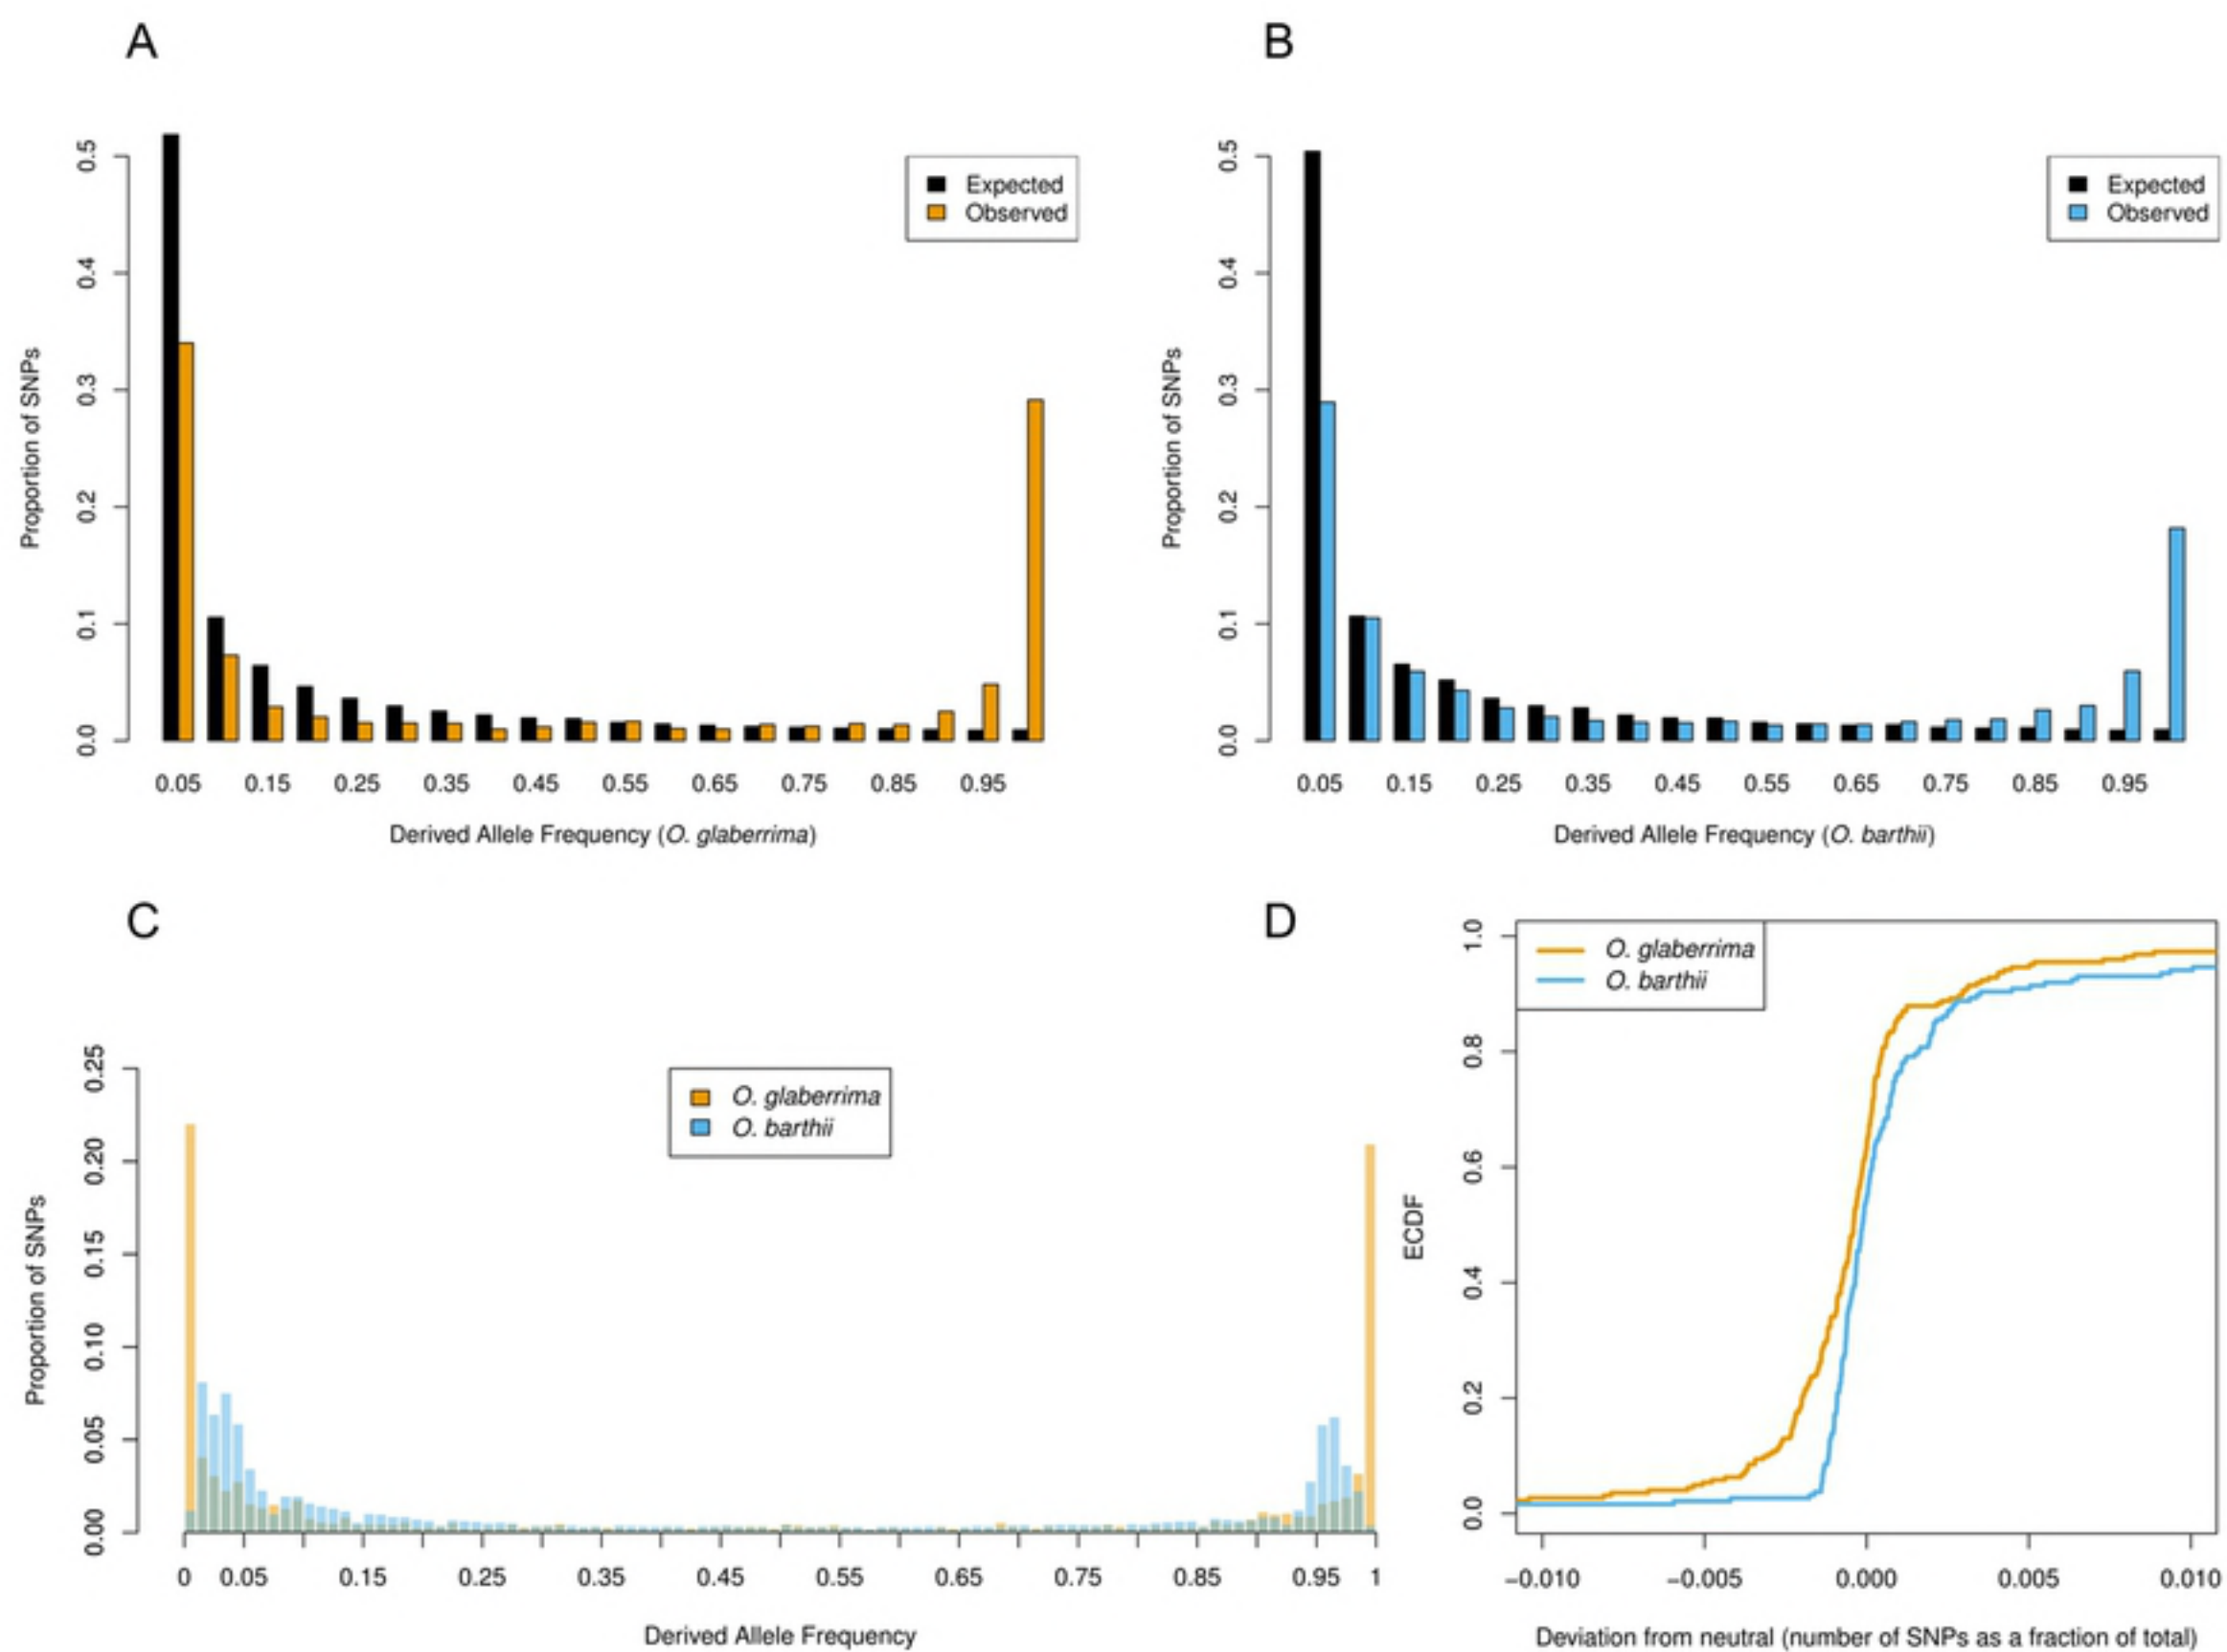 A
0.5
0.4
0.3
0.2
0.1
0.0
Proportion of SNPs
Expected
Observed
0.05 0.15 0.25 0.35 0.45 0.55 0.65 0.75 0.85 0.95
Derived Allele Frequency (O. glaberrima)
B
0.5
0.4
0.3
0.2
0.1
0.0
Proportion of SNPs
Expected
Observed
0.05 0.15 0.25 0.35 0.45 0.55 0.65 0.75 0.85 0.95
Derived Allele Frequency (O. barthii)
C
0.25
0.20
0.15
0.10
0.05
0.00
Proportion of SNPs
O. glaberrima
O. barthii
0 0.05 0.15 0.25 0.35 0.45 0.55 0.65 0.75 0.85 0.95 1
Derived Allele Frequency
D
1.0
0.8
0.6
0.4
0.2
0.0
ECDF
O. glaberrima
O. barthii
−0.010 −0.005 0.000 0.005 0.010
Deviation from neutral (number of SNPs as a fraction of total)